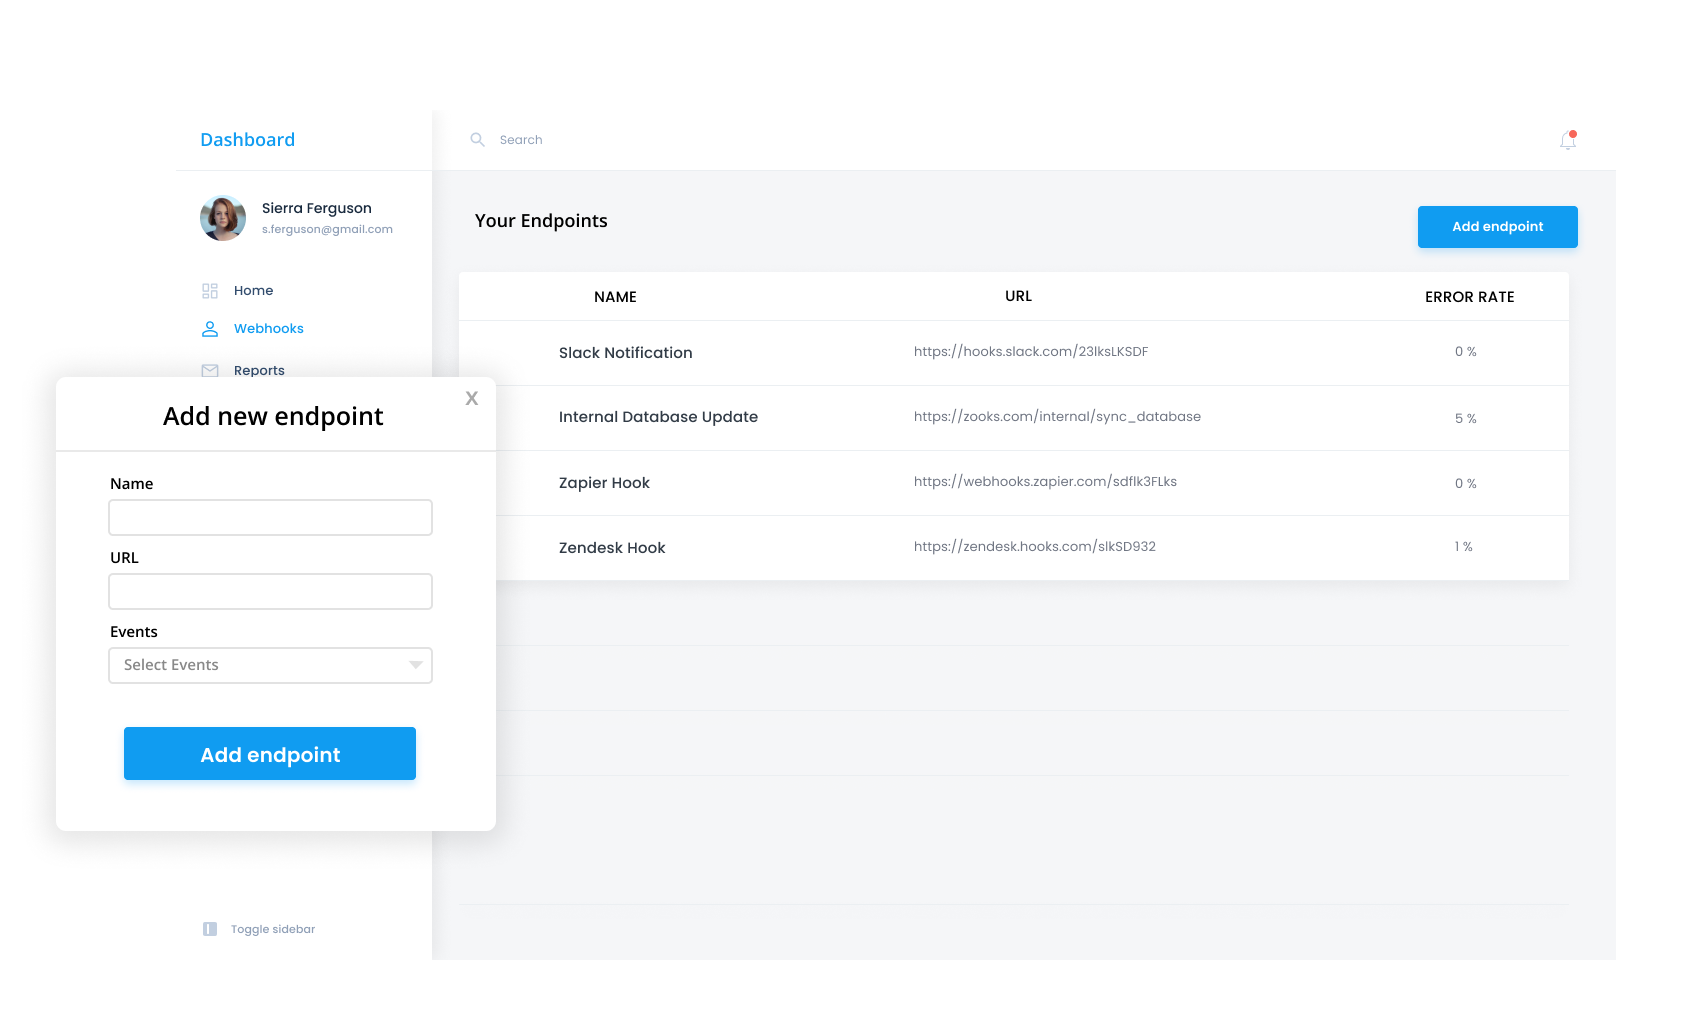 Dashboard
Search
Sierra Ferguson
s.ferguson@gmail.com
Home
Webhooks
Reports
Your Endpoints
Add endpoint
NAME URL ERROR RATE
Slack Notification https://hooks.slack.com/23lksLKSDF 0 %
Internal Database Update https://zooks.com/internal/sync_database 5 %
Zapier Hook https://webhooks.zapier.com/sdflk3FLks 0 %
Zendesk Hook https://zendesk.hooks.com/slkSD932 1 %
Add new endpoint X
Name
URL
Events
Select Events
Add endpoint
Toggle sidebar